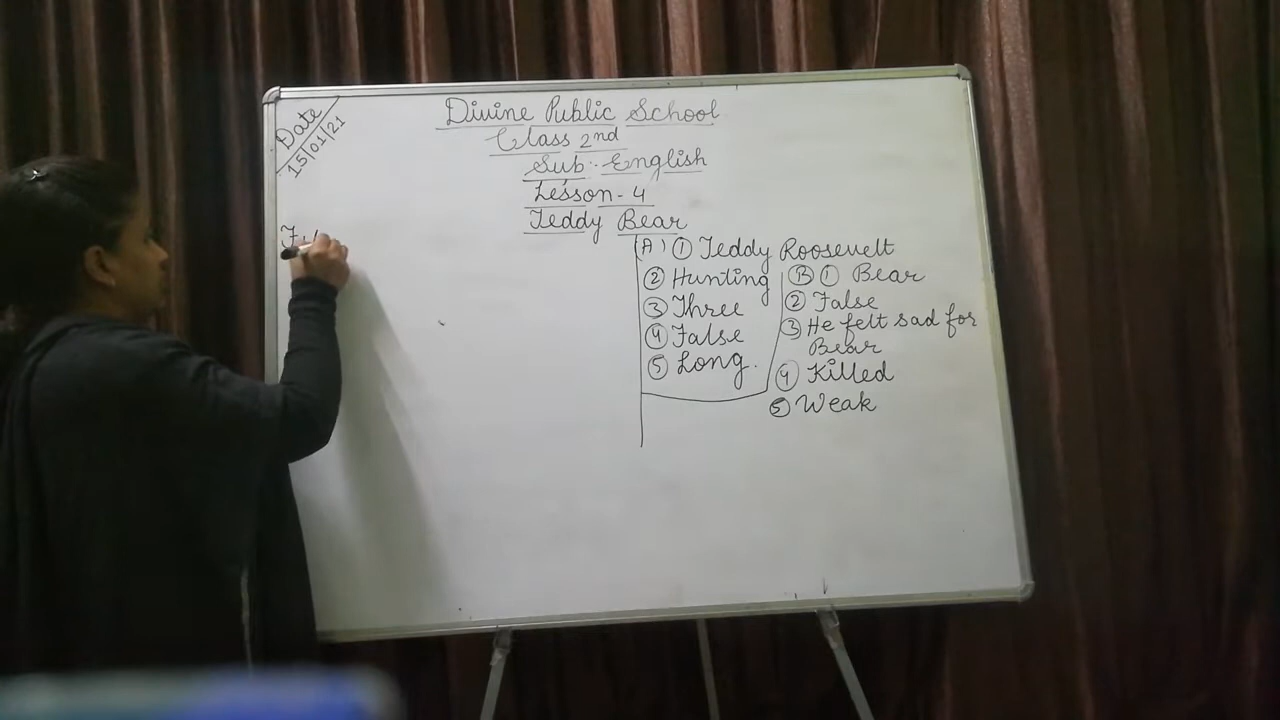 Date
15/01/21
Divine Public School
Class 2nd
Sub:- English
Lesson - 4
Teddy Bear
(A) ① Teddy Roosevelt
② Hunting
③ Three
④ False
⑤ Long.
Ⓑ ① Bear
② False
③ He felt sad for
Bear
④ Killed
⑤ Weak